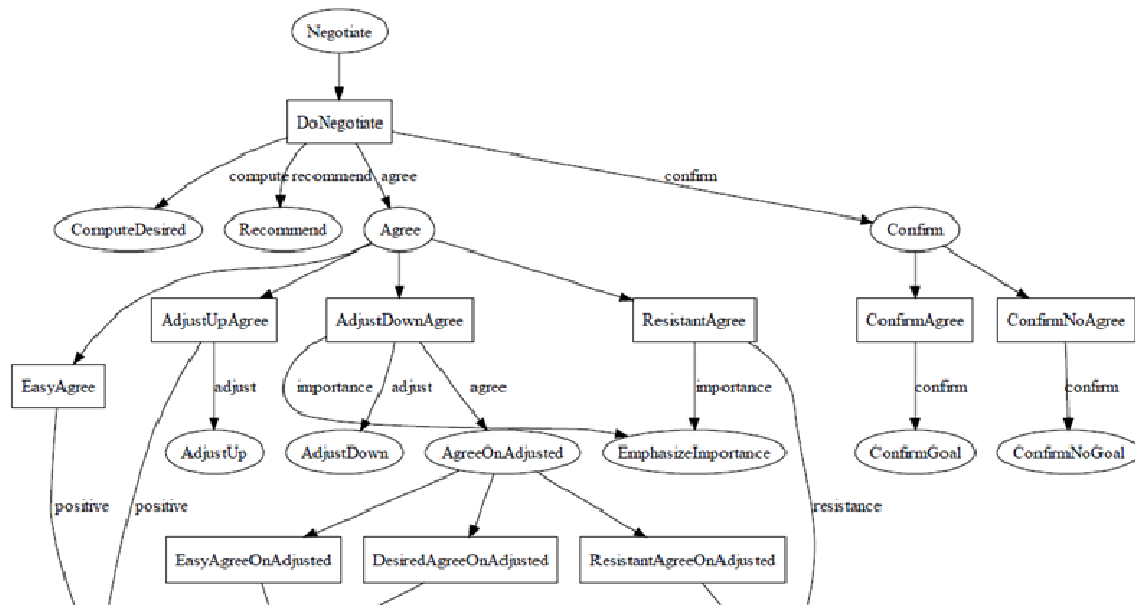 Negotiate
DoNegotiate
compute recommend agree confirm
ComputeDesired Recommend Agree Confirm
AdjustUpAgree AdjustDownAgree ResistantAgree ConfirmAgree ConfirmNoAgree
EasyAgree adjust importance adjust agree importance confirm confirm
AdjustUp AdjustDown AgreeOnAdjusted EmphasizeImportance ConfirmGoal ConfirmNoGoal
positive positive resistance
EasyAgreeOnAdjusted DesiredAgreeOnAdjusted ResistantAgreeOnAdjusted